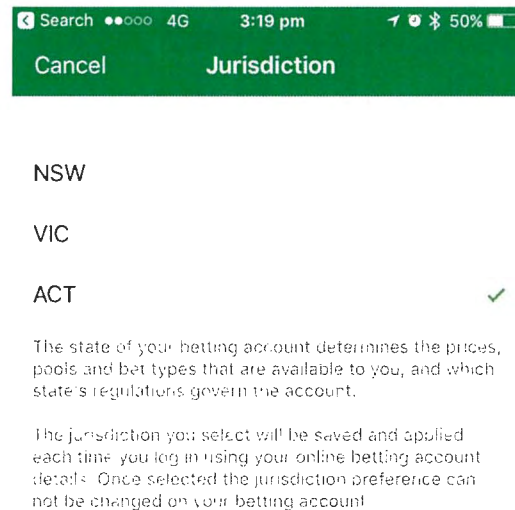 Search 4G 3:19 pm 50%
Cancel Jurisdiction
NSW
VIC
ACT
The state of your betting account determines the prices,
pools and bet types that are available to you, and which
state's regulations govern the account.
The jurisdiction you select will be saved and applied
each time you log in using your online betting account
details. Once selected the jurisdiction preference can
not be changed on your betting account